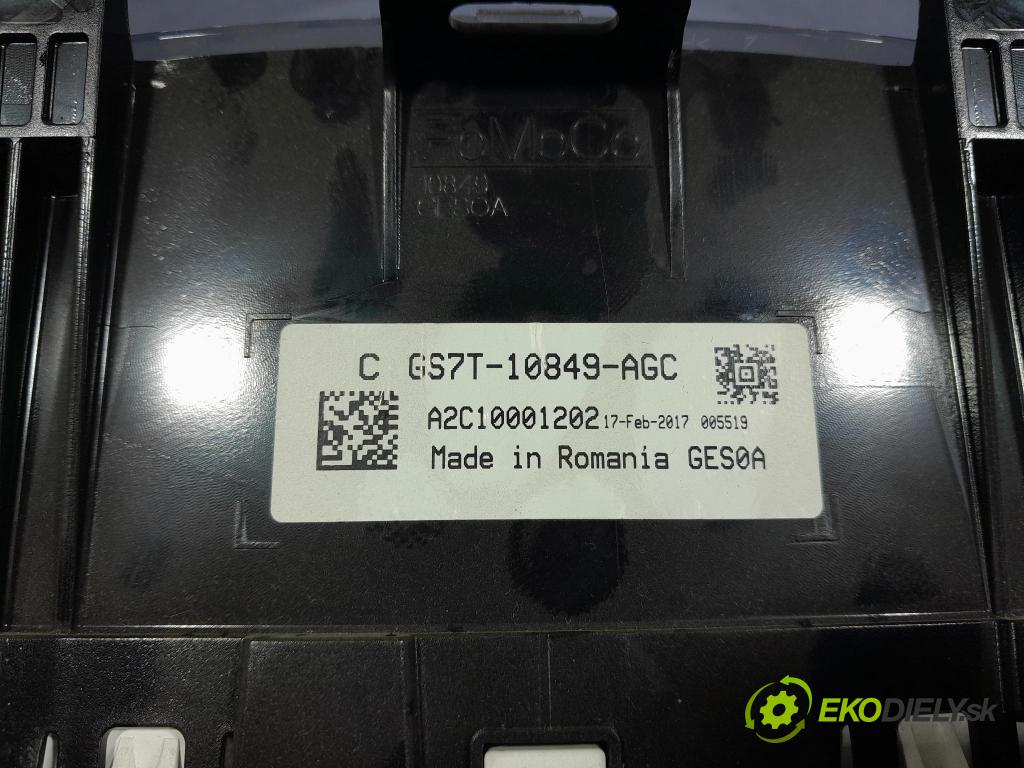 FoMoCo
10849
GES0A
C GS7T-10849-AGC
A2C10001202 17-Feb-2017 005519
Made in Romania GES0A
EKODIELY.sk